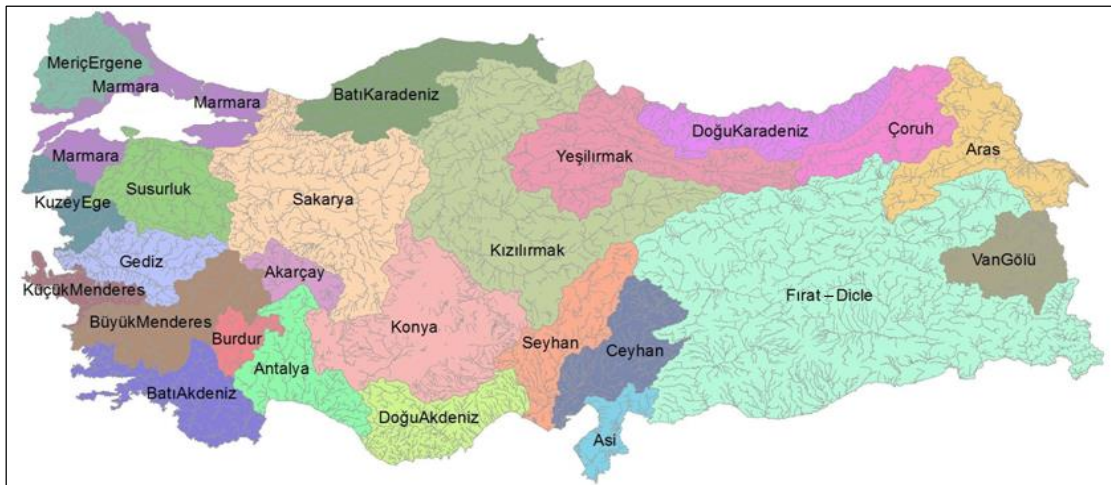 MeriçErgene
Marmara
Marmara
BatıKaradeniz
DoğuKaradeniz
Çoruh
Aras
Marmara
Susurluk
Yeşilırmak
KuzeyEge
Sakarya
Kızılırmak
VanGölü
Gediz
Akarçay
KüçükMenderes
Fırat – Dicle
BüyükMenderes
Burdur
Konya
Seyhan
Ceyhan
Antalya
BatıAkdeniz
DoğuAkdeniz
Asi